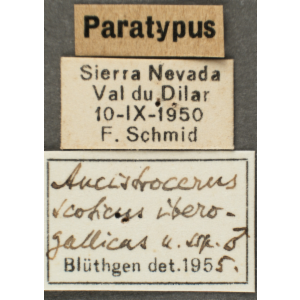 Paratypus
Sierra Nevada
Val du Dilar
10-IX-1950
F. Schmid
Ancistrocerus
scoticus ibero-
gallicus n. ssp. ♂
Blüthgen det. 1955.